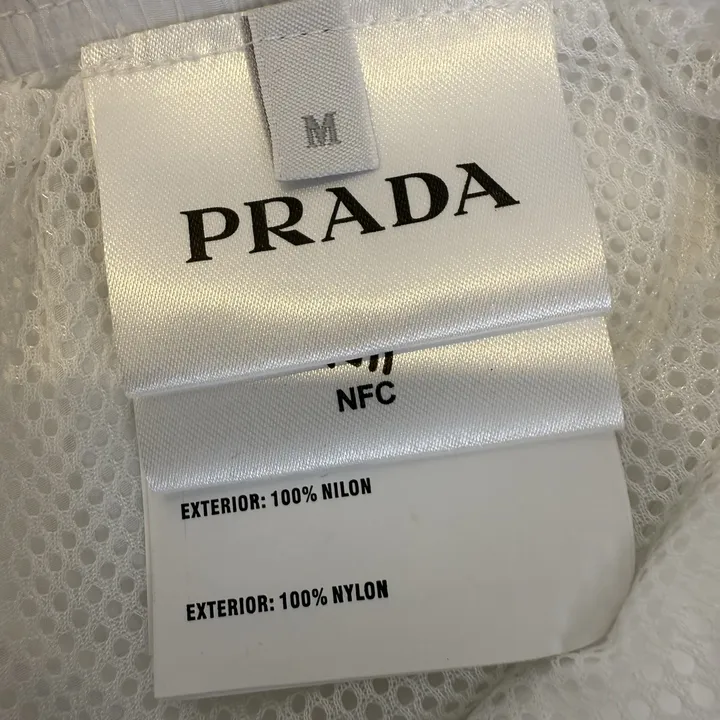 M
PRADA
NFC
EXTERIOR: 100% NILON
EXTERIOR: 100% NYLON